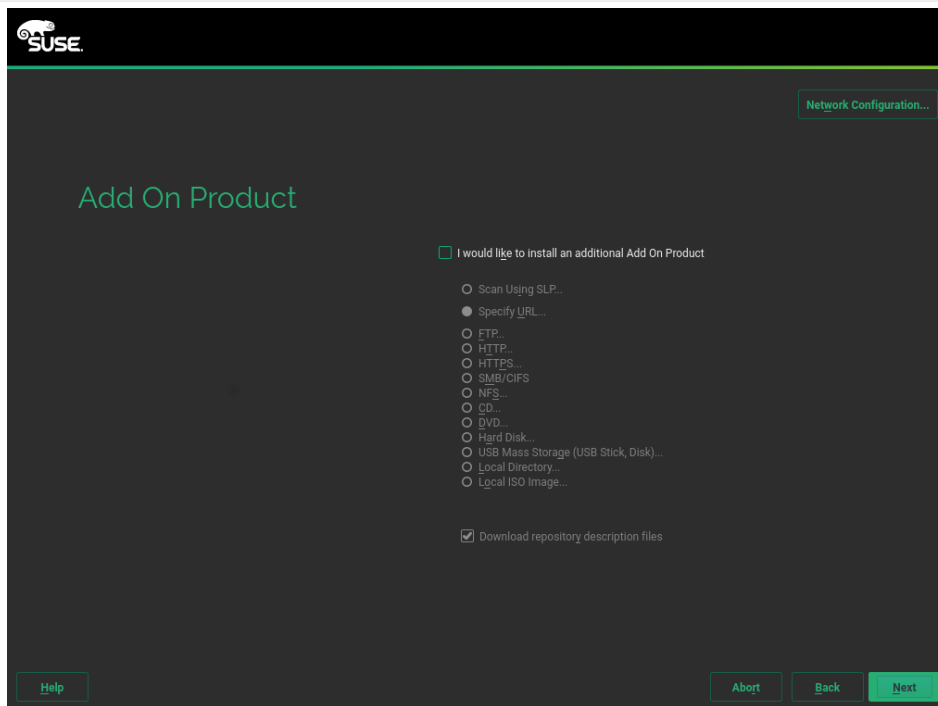 SUSE.
Network Configuration...
Add On Product
I would like to install an additional Add On Product
Scan Using SLP...
Specify URL...
FTP...
HTTP...
HTTPS...
SMB/CIFS
NFS...
CD...
DVD...
Hard Disk...
USB Mass Storage (USB Stick, Disk)...
Local Directory...
Local ISO Image...
Download repository description files
Help
Abort
Back
Next